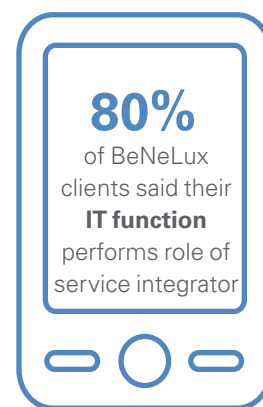 80%
of BeNeLux
clients said their
IT function
performs role of
service integrator